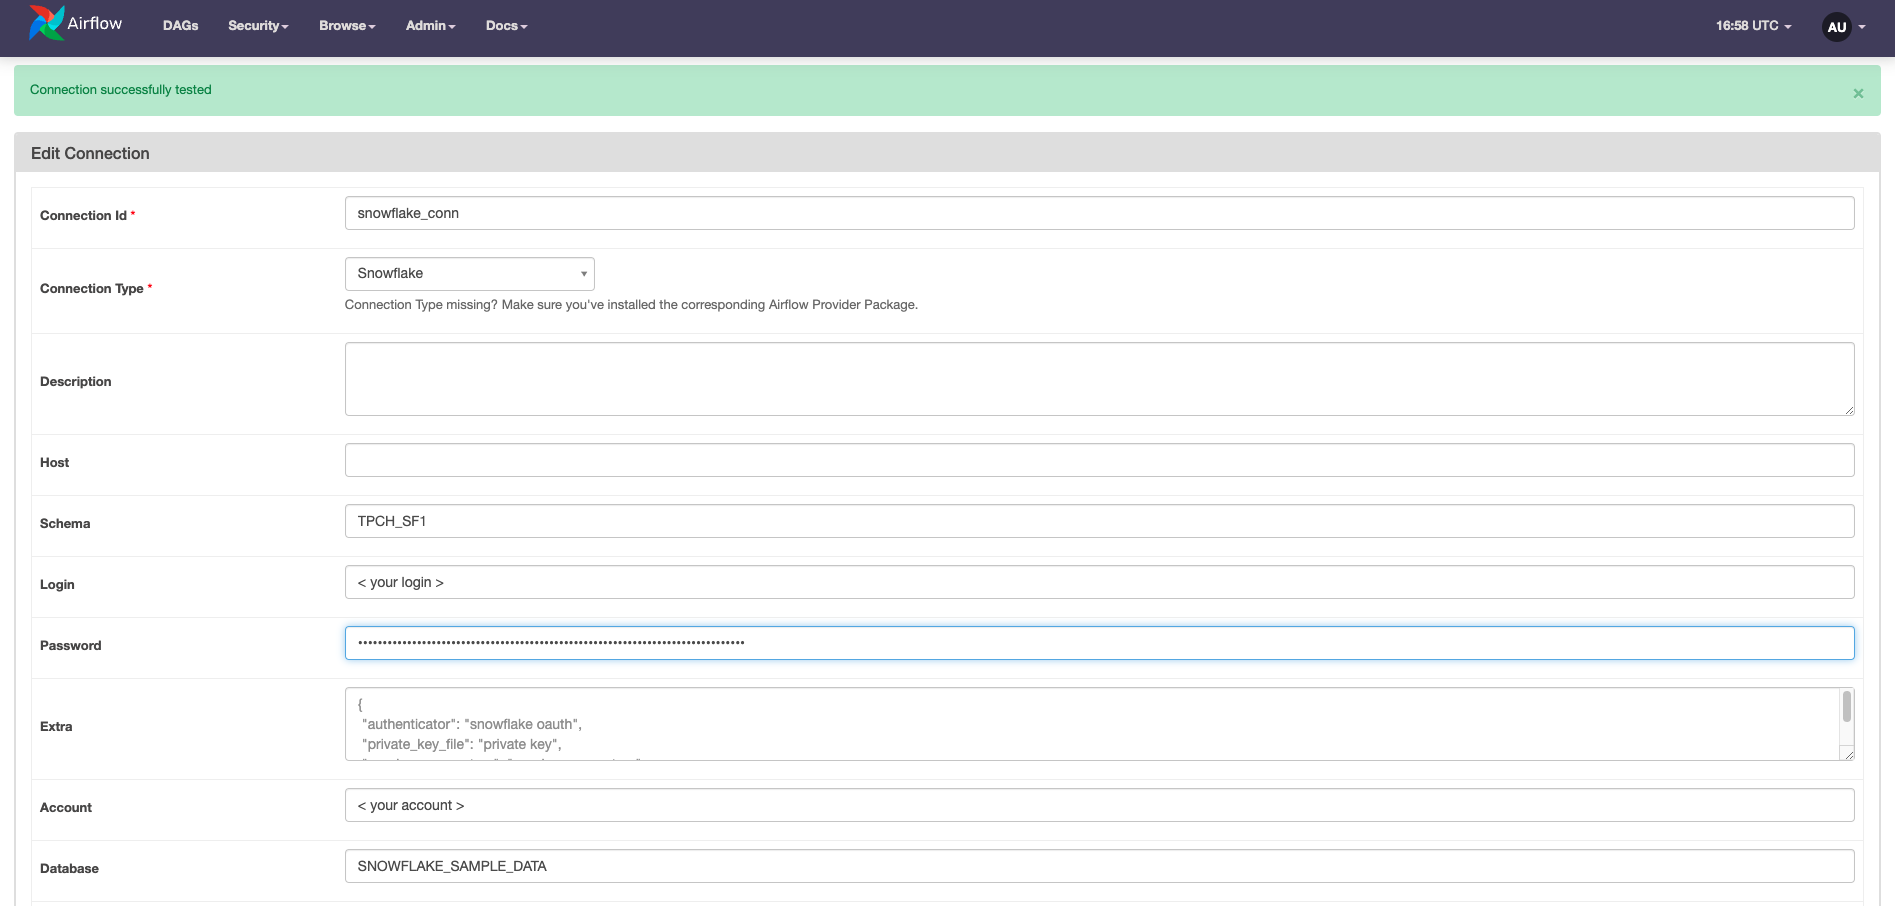 Airflow DAGs Security Browse Admin Docs 16:58 UTC AU
Connection successfully tested ×
Edit Connection
Connection Id * snowflake_conn
Connection Type * Snowflake
Connection Type missing? Make sure you've installed the corresponding Airflow Provider Package.
Description
Host
Schema TPCH_SF1
Login < your login >
Password
Extra {
"authenticator": "snowflake oauth",
"private_key_file": "private key",
Account < your account >
Database SNOWFLAKE_SAMPLE_DATA